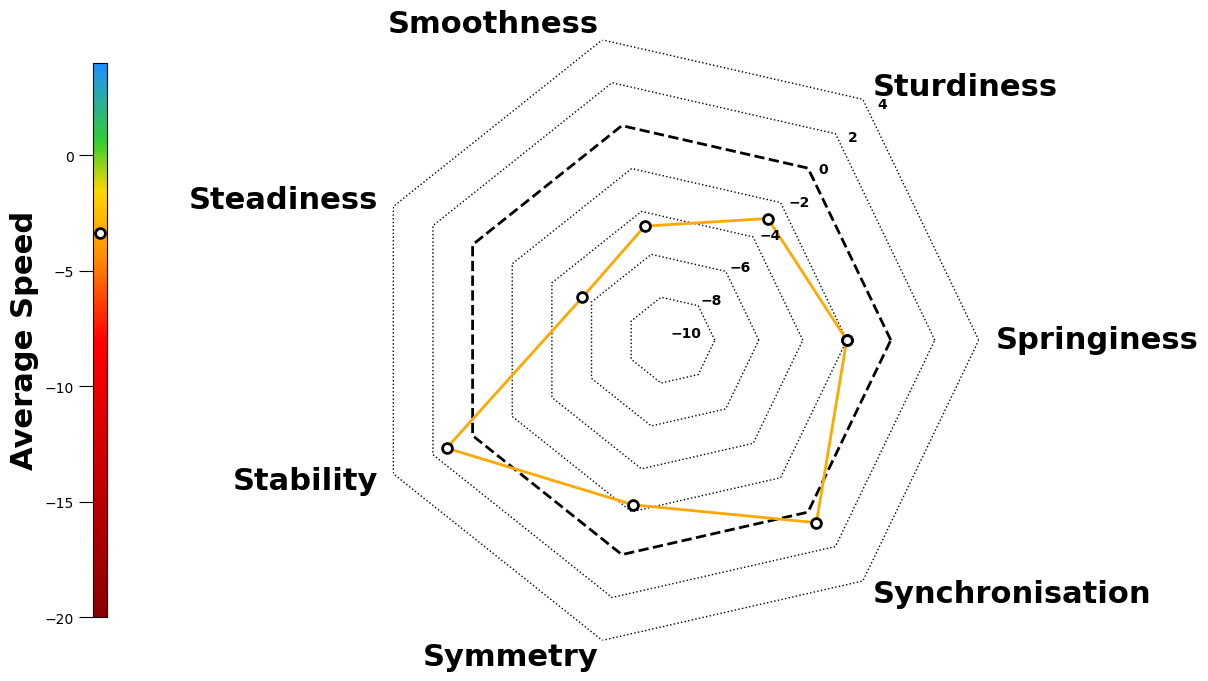 Smoothness
Sturdiness
4
2
0
−2
−4
−6
−8
−10
Steadiness
Springiness
Stability
Synchronisation
Symmetry
Average Speed
0
−5
−10
−15
−20